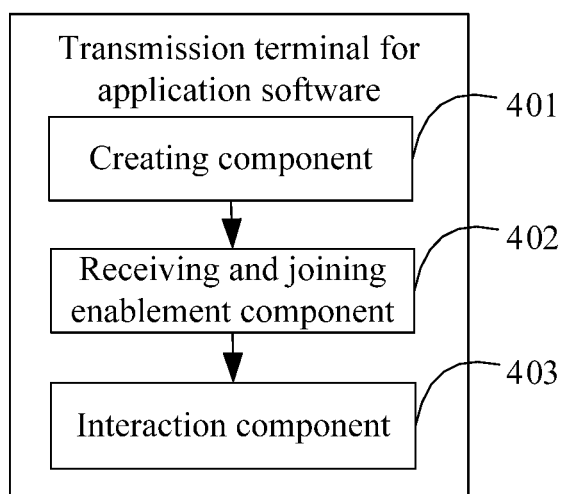 Transmission terminal for
application software
401
Creating component
402
Receiving and joining
enablement component
403
Interaction component